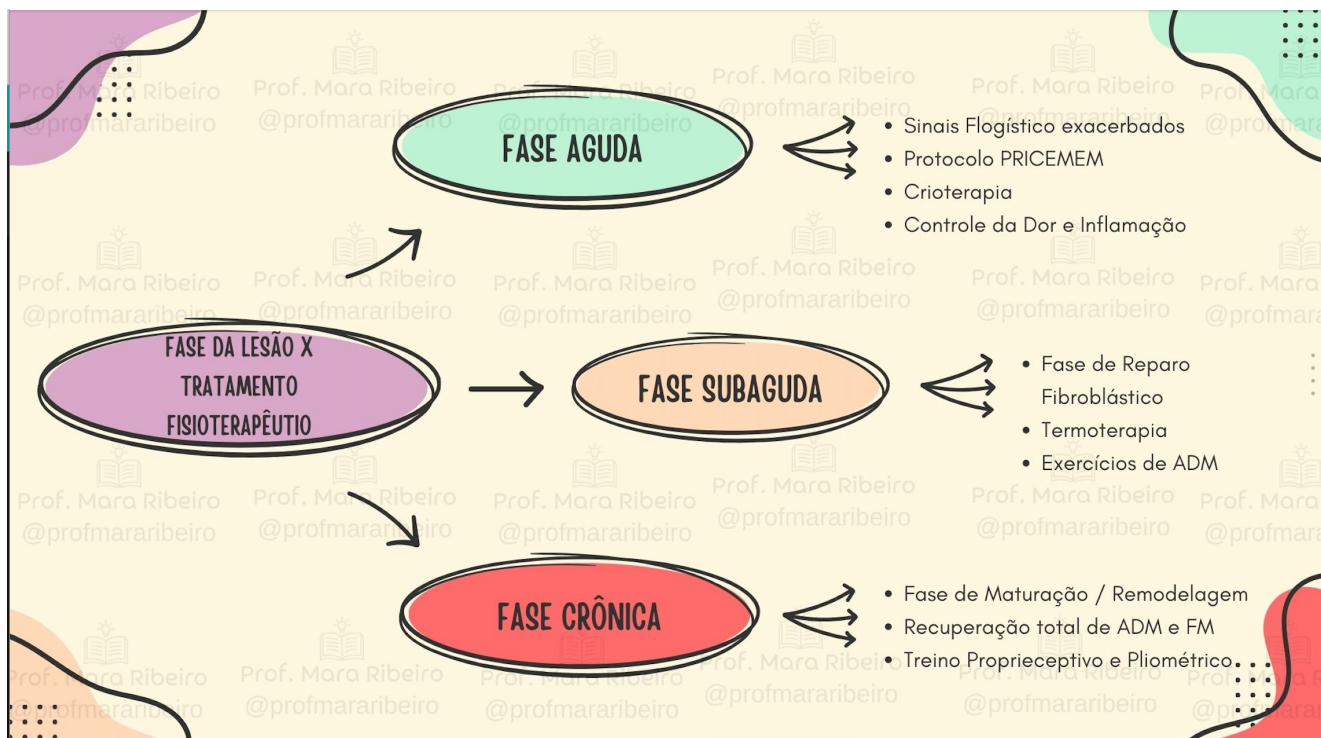 FASE AGUDA
• Sinais Flogístico exacerbados
• Protocolo PRICEMEM
• Crioterapia
• Controle da Dor e Inflamação
FASE DA LESÃO X
TRATAMENTO
FISIOTERAPÊUTIO
FASE SUBAGUDA
• Fase de Reparo
Fibroblástico
• Termoterapia
• Exercícios de ADM
FASE CRÔNICA
• Fase de Maturação / Remodelagem
• Recuperação total de ADM e FM
• Treino Proprieceptivo e Pliométrico
Prof. Mara Ribeiro
@profmararibeiro